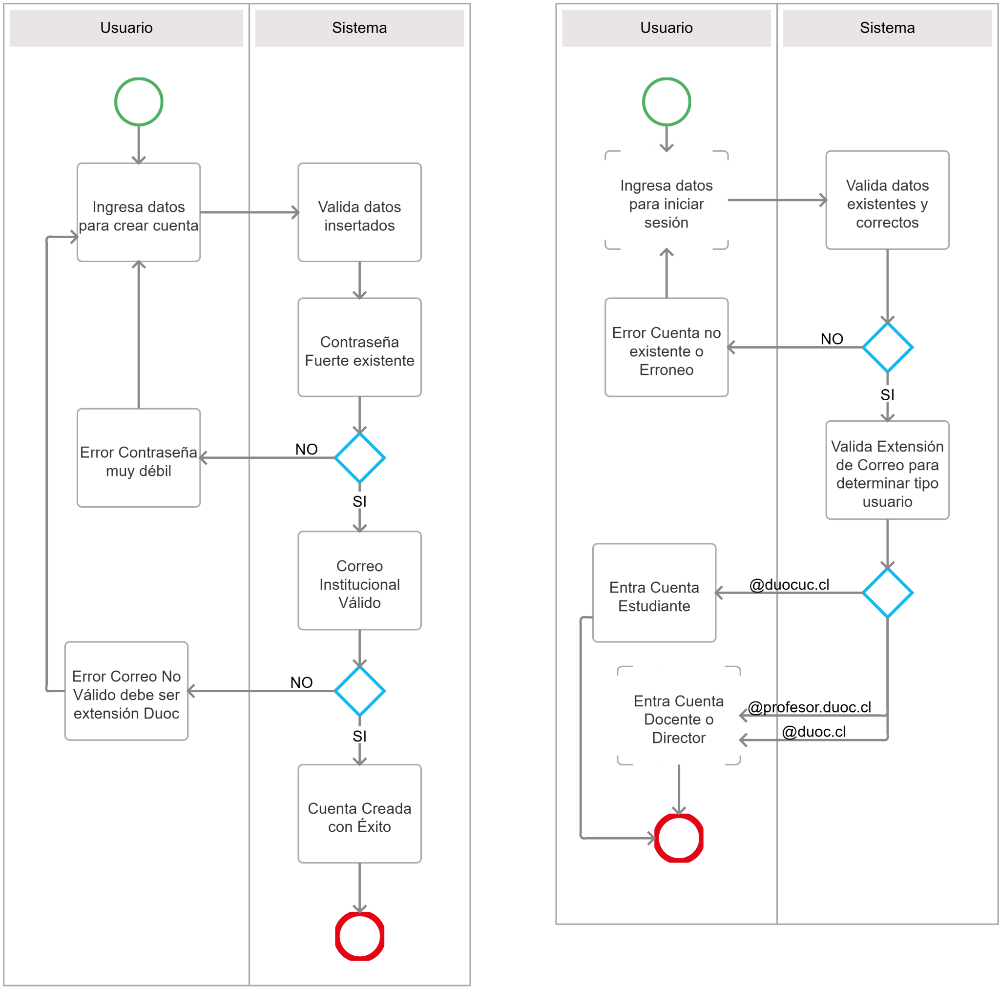 Usuario
Sistema
Ingresa datos
para crear cuenta
Valida datos
insertados
Contraseña
Fuerte existente
NO
Error Contraseña
muy débil
SI
Correo
Institucional
Válido
NO
Error Correo No
Válido debe ser
extensión Duoc
SI
Cuenta Creada
con Éxito
Usuario
Sistema
Ingresa datos
para iniciar
sesión
Valida datos
existentes y
correctos
NO
Error Cuenta no
existente o
Erroneo
SI
Valida Extensión
de Correo para
determinar tipo
usuario
@duocuc.cl
Entra Cuenta
Estudiante
Entra Cuenta
Docente o
Director
@profesor.duoc.cl
@duoc.cl